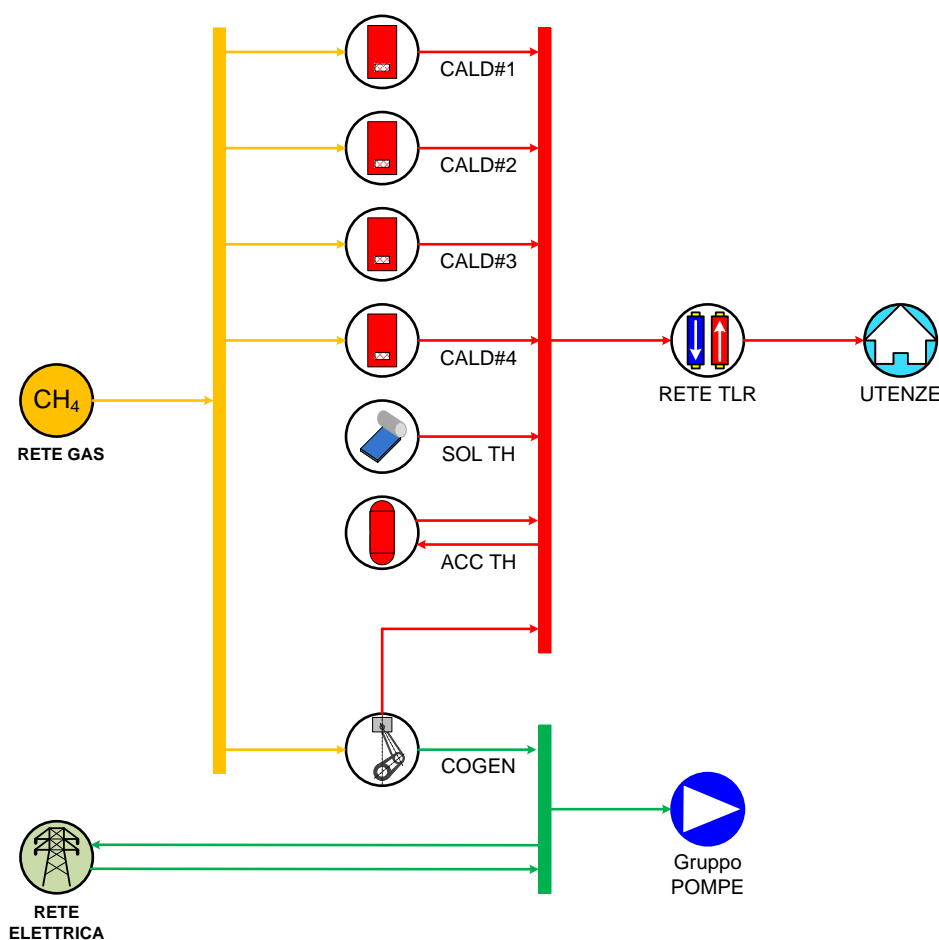 CALD#1
CALD#2
CALD#3
CALD#4
CH₄
RETE GAS
RETE TLR
UTENZE
SOL TH
ACC TH
COGEN
Gruppo
POMPE
RETE
ELETTRICA